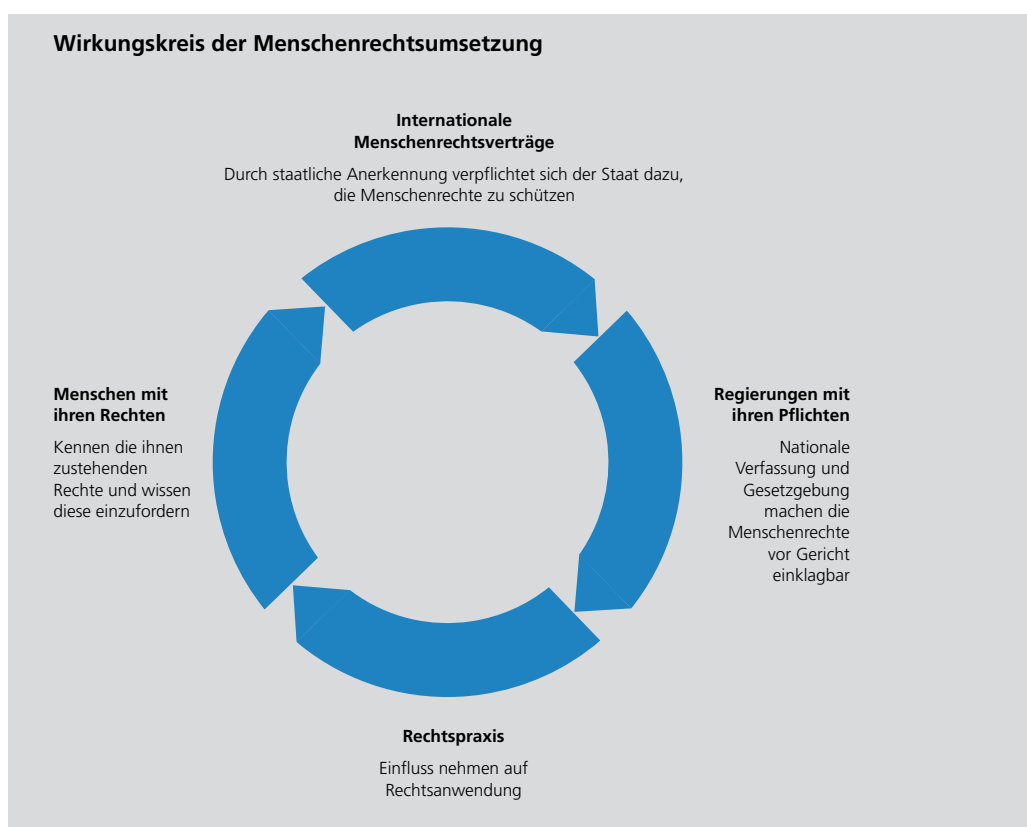 Wirkungskreis der Menschenrechtsumsetzung
Internationale
Menschenrechtsverträge
Durch staatliche Anerkennung verpflichtet sich der Staat dazu,
die Menschenrechte zu schützen
Menschen mit
ihren Rechten
Kennen die ihnen
zustehenden
Rechte und wissen
diese einzufordern
Regierungen mit
ihren Pflichten
Nationale
Verfassung und
Gesetzgebung
machen die
Menschenrechte
vor Gericht
einklagbar
Rechtspraxis
Einfluss nehmen auf
Rechtsanwendung